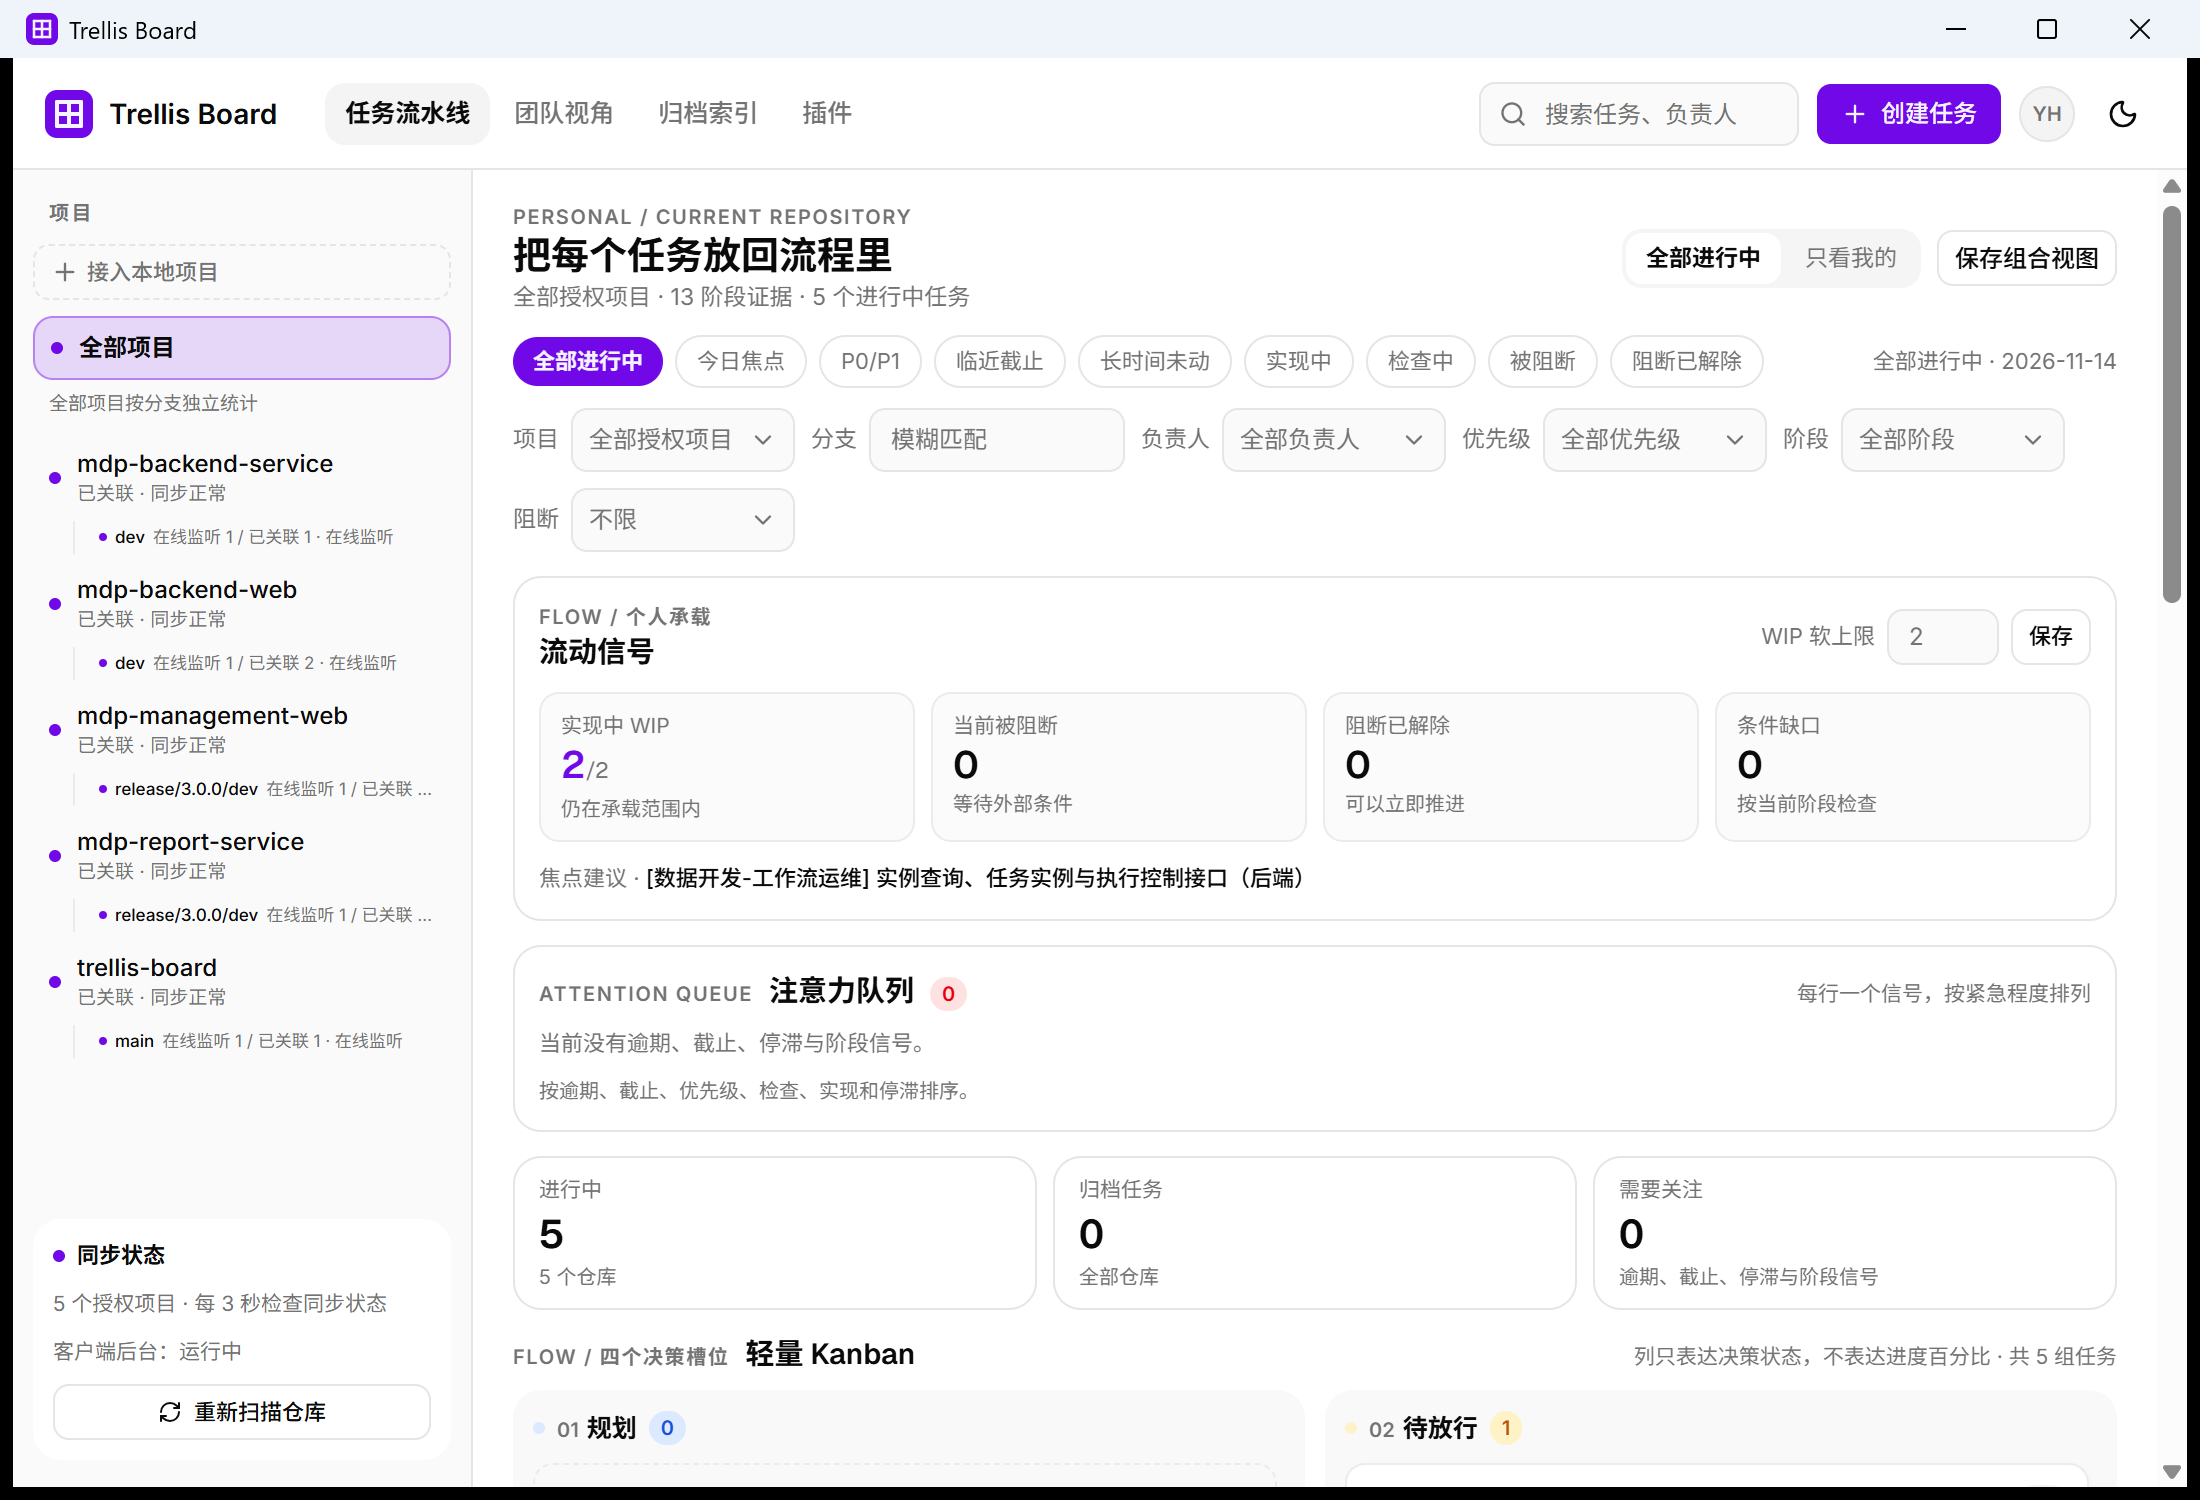 Trellis Board
Trellis Board
任务流水线
团队视角
归档索引
插件
搜索任务、负责人
创建任务
YH
项目
接入本地项目
全部项目
全部项目按分支独立统计
mdp-backend-service
已关联 · 同步正常
dev 在线监听 1 / 已关联 1 · 在线监听
mdp-backend-web
已关联 · 同步正常
dev 在线监听 1 / 已关联 2 · 在线监听
mdp-management-web
已关联 · 同步正常
release/3.0.0/dev 在线监听 1 / 已关联 ...
mdp-report-service
已关联 · 同步正常
release/3.0.0/dev 在线监听 1 / 已关联 ...
trellis-board
已关联 · 同步正常
main 在线监听 1 / 已关联 1 · 在线监听
同步状态
5 个授权项目 · 每 3 秒检查同步状态
客户端后台：运行中
重新扫描仓库
PERSONAL / CURRENT REPOSITORY
把每个任务放回流程里
全部授权项目 · 13 阶段证据 · 5 个进行中任务
全部进行中
只看我的
保存组合视图
全部进行中
今日焦点
P0/P1
临近截止
长时间未动
实现中
检查中
被阻断
阻断已解除
全部进行中 · 2026-11-14
项目 全部授权项目
分支 模糊匹配
负责人 全部负责人
优先级 全部优先级
阶段 全部阶段
阻断 不限
FLOW / 个人承载
流动信号
WIP 软上限 2 保存
实现中 WIP
2/2
仍在承载范围内
当前被阻断
0
等待外部条件
阻断已解除
0
可以立即推进
条件缺口
0
按当前阶段检查
焦点建议 · [数据开发-工作流运维] 实例查询、任务实例与执行控制接口（后端）
ATTENTION QUEUE 注意力队列 0
每行一个信号，按紧急程度排列
当前没有逾期、截止、停滞与阶段信号。
按逾期、截止、优先级、检查、实现和停滞排序。
进行中
5
5 个仓库
归档任务
0
全部仓库
需要关注
0
逾期、截止、停滞与阶段信号
FLOW / 四个决策槽位 轻量 Kanban
列只表达决策状态，不表达进度百分比 · 共 5 组任务
01 规划 0
02 待放行 1